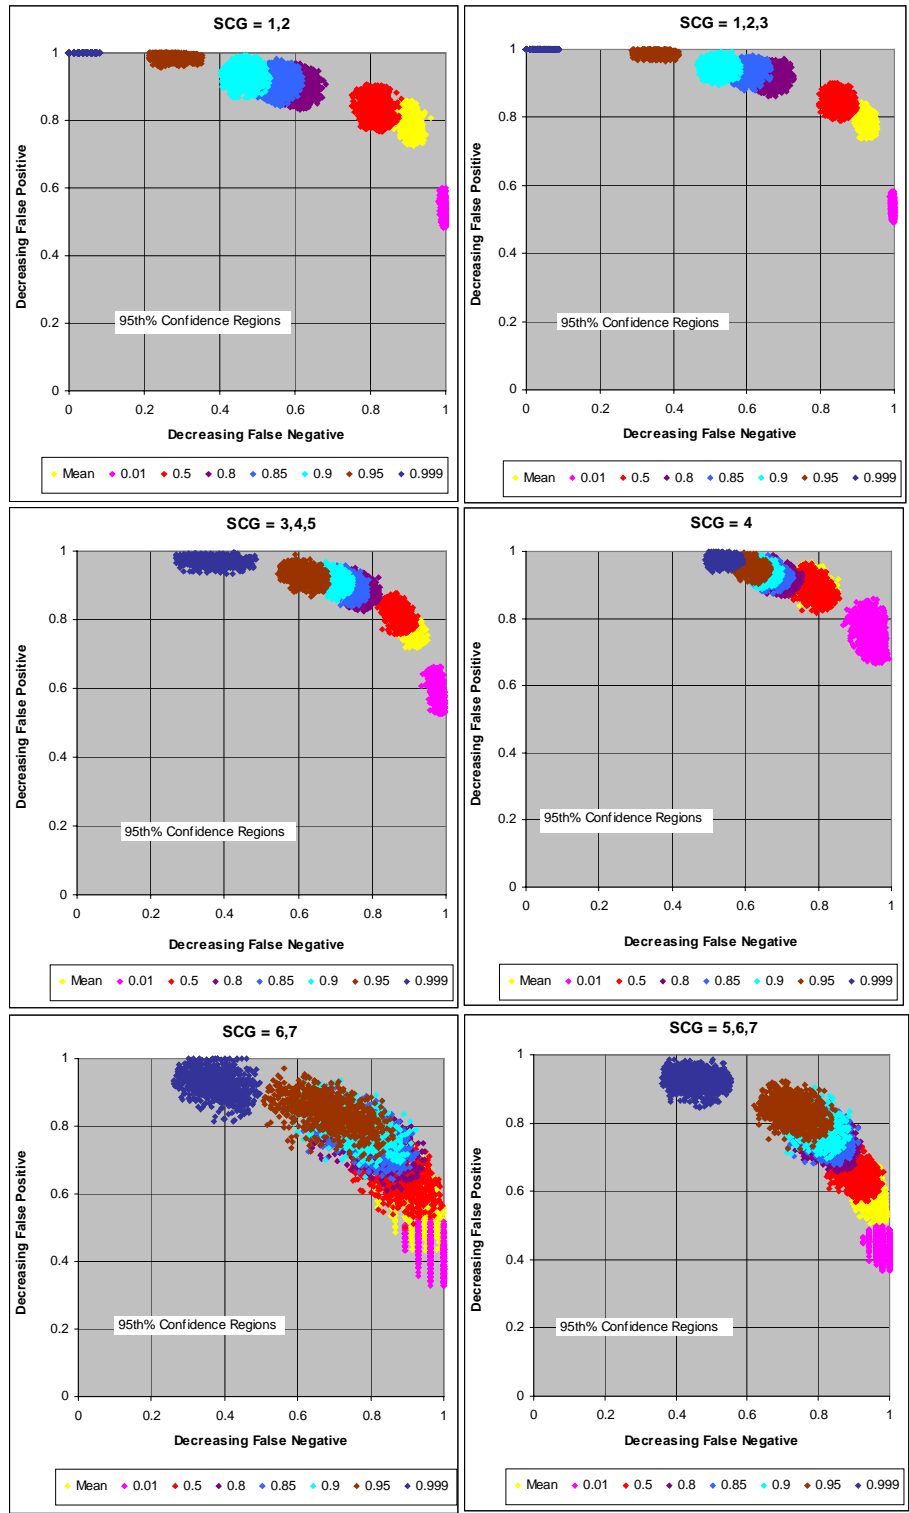 SCG = 1,2
Decreasing False Positive
1
0.8
0.6
0.4
0.2
0
95th% Confidence Regions
0 0.2 0.4 0.6 0.8 1
Decreasing False Negative
Mean 0.01 0.5 0.8 0.85 0.9 0.95 0.999
SCG = 1,2,3
Decreasing False Positive
1
0.8
0.6
0.4
0.2
0
95th% Confidence Regions
0 0.2 0.4 0.6 0.8 1
Decreasing False Negative
Mean 0.01 0.5 0.8 0.85 0.9 0.95 0.999
SCG = 3,4,5
Decreasing False Positive
1
0.8
0.6
0.4
0.2
0
95th% Confidence Regions
0 0.2 0.4 0.6 0.8 1
Decreasing False Negative
Mean 0.01 0.5 0.8 0.85 0.9 0.95 0.999
SCG = 4
Decreasing False Positive
1
0.8
0.6
0.4
0.2
0
95th% Confidence Regions
0 0.2 0.4 0.6 0.8 1
Decreasing False Negative
Mean 0.01 0.5 0.8 0.85 0.9 0.95 0.999
SCG = 6,7
Decreasing False Positive
1
0.8
0.6
0.4
0.2
0
95th% Confidence Regions
0 0.2 0.4 0.6 0.8 1
Decreasing False Negative
Mean 0.01 0.5 0.8 0.85 0.9 0.95 0.999
SCG = 5,6,7
Decreasing False Positive
1
0.8
0.6
0.4
0.2
0
95th% Confidence Regions
0 0.2 0.4 0.6 0.8 1
Decreasing False Negative
Mean 0.01 0.5 0.8 0.85 0.9 0.95 0.999